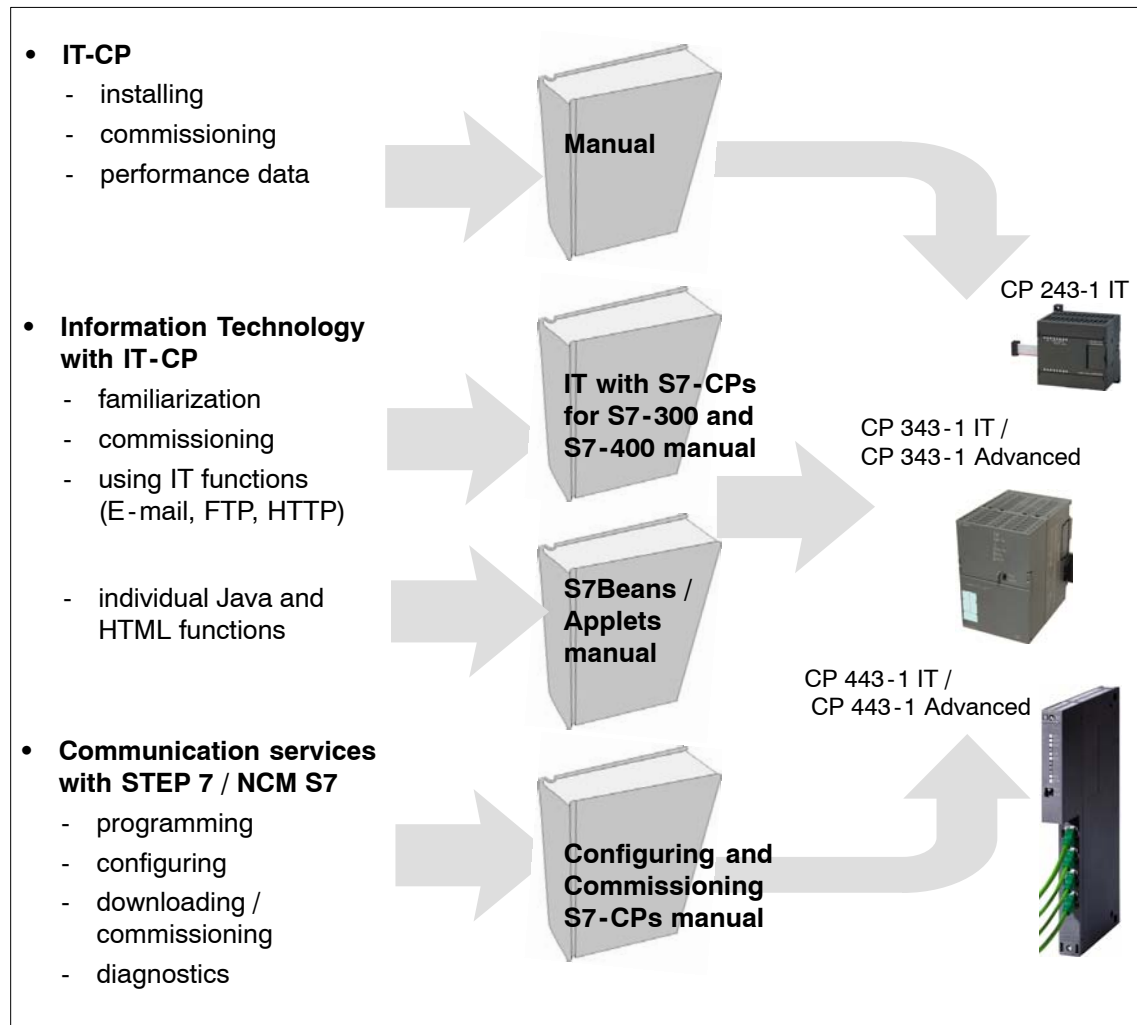 • IT-CP
- installing
- commissioning
- performance data
Manual
CP 243-1 IT
• Information Technology
with IT-CP
- familiarization
- commissioning
- using IT functions
(E-mail, FTP, HTTP)
- individual Java and
HTML functions
IT with S7-CPs
for S7-300 and
S7-400 manual
S7Beans /
Applets
manual
CP 343-1 IT /
CP 343-1 Advanced
CP 443-1 IT /
CP 443-1 Advanced
• Communication services
with STEP 7 / NCM S7
- programming
- configuring
- downloading /
commissioning
- diagnostics
Configuring and
Commissioning
S7-CPs manual